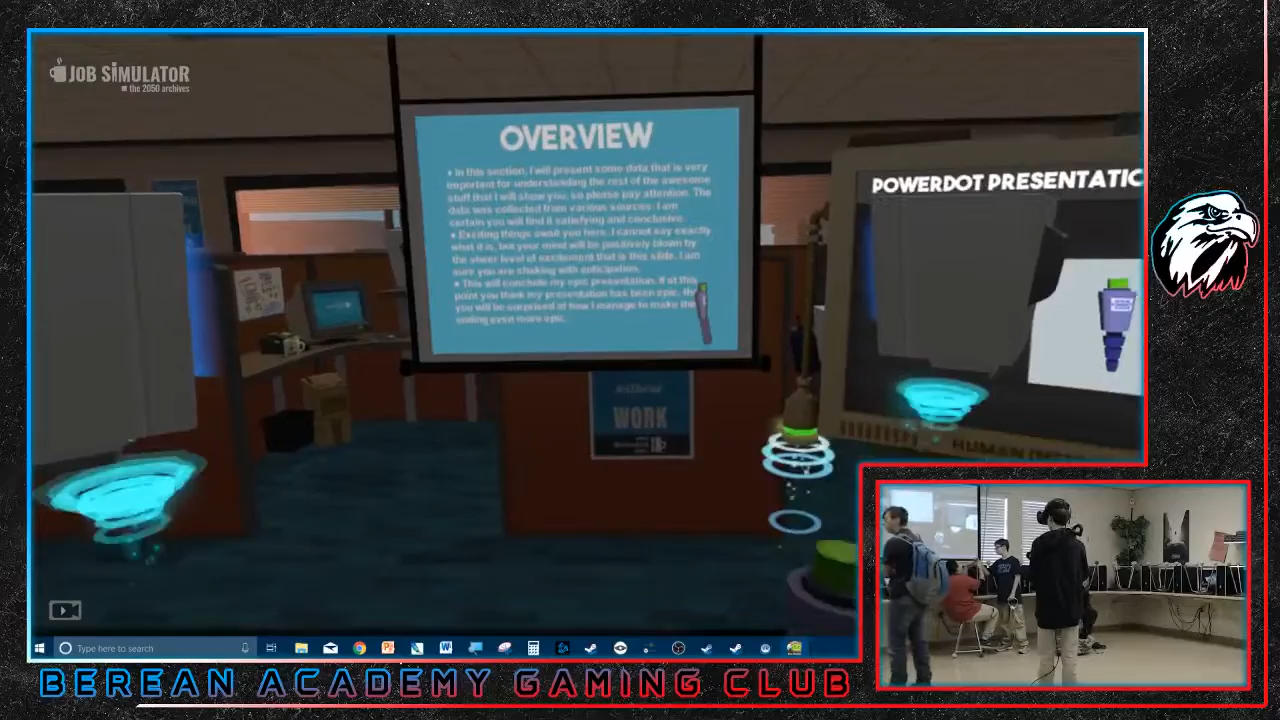 JOB SIMULATOR
the 2050 archives
OVERVIEW
• In this section, I will present some data that is very
important for understanding the rest of the awesome
stuff that I will show you, so please pay attention. The
data was collected from various sources. I am
certain you will find it satisfying and conclusive.
• Exciting things await you here. I cannot say exactly
what it is, but your mind will be positively blown by
the sheer level of excitement that is this slide. I am
sure you are shaking with anticipation.
• This will conclude my epic presentation. If at this
point you think my presentation has been epic,
you will be surprised at how I manage to make the
ending even more epic.
POWERDOT PRESENTATIC
WORK
HUMAN
Type here to search
BEREAN ACADEMY GAMING CLUB